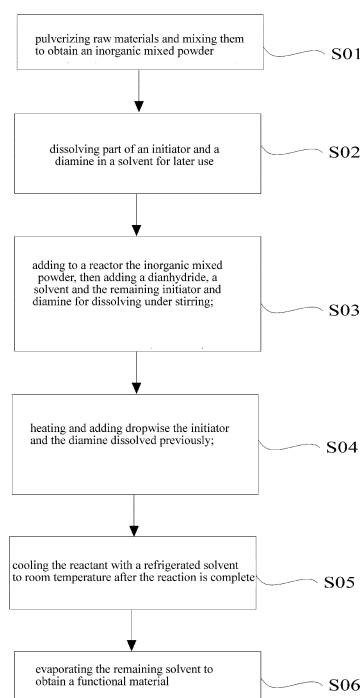 pulverizing raw materials and mixing them
to obtain an inorganic mixed powder
S01
dissolving part of an initiator and a
diamine in a solvent for later use
S02
adding to a reactor the inorganic mixed
powder, then adding a dianhydride, a
solvent and the remaining initiator and
diamine for dissolving under stirring;
S03
heating and adding dropwise the initiator
and the diamine dissolved previously;
S04
cooling the reactant with a refrigerated solvent
to room temperature after the reaction is complete
S05
evaporating the remaining solvent to
obtain a functional material
S06